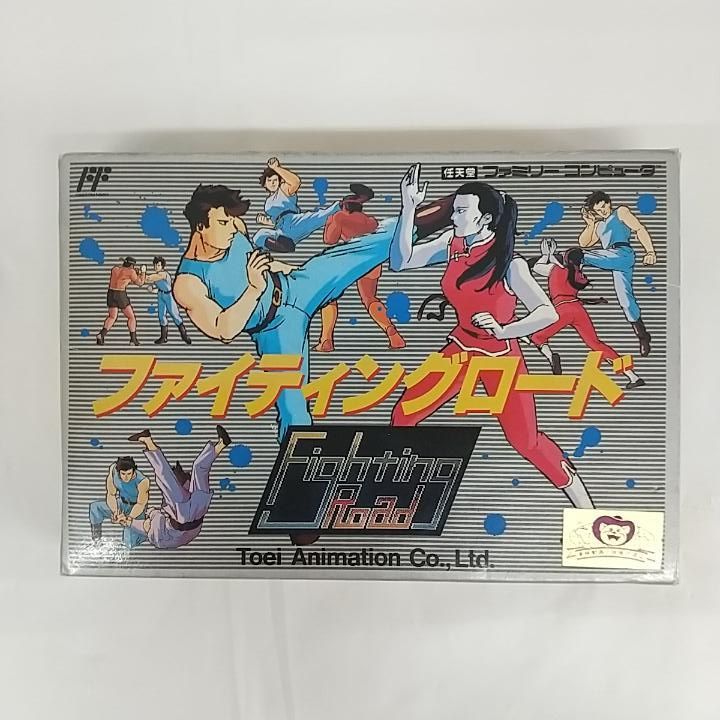 任天堂 ファミリーコンピュータ
ファイティングロード
Fighting
Road
Toei Animation Co., Ltd.